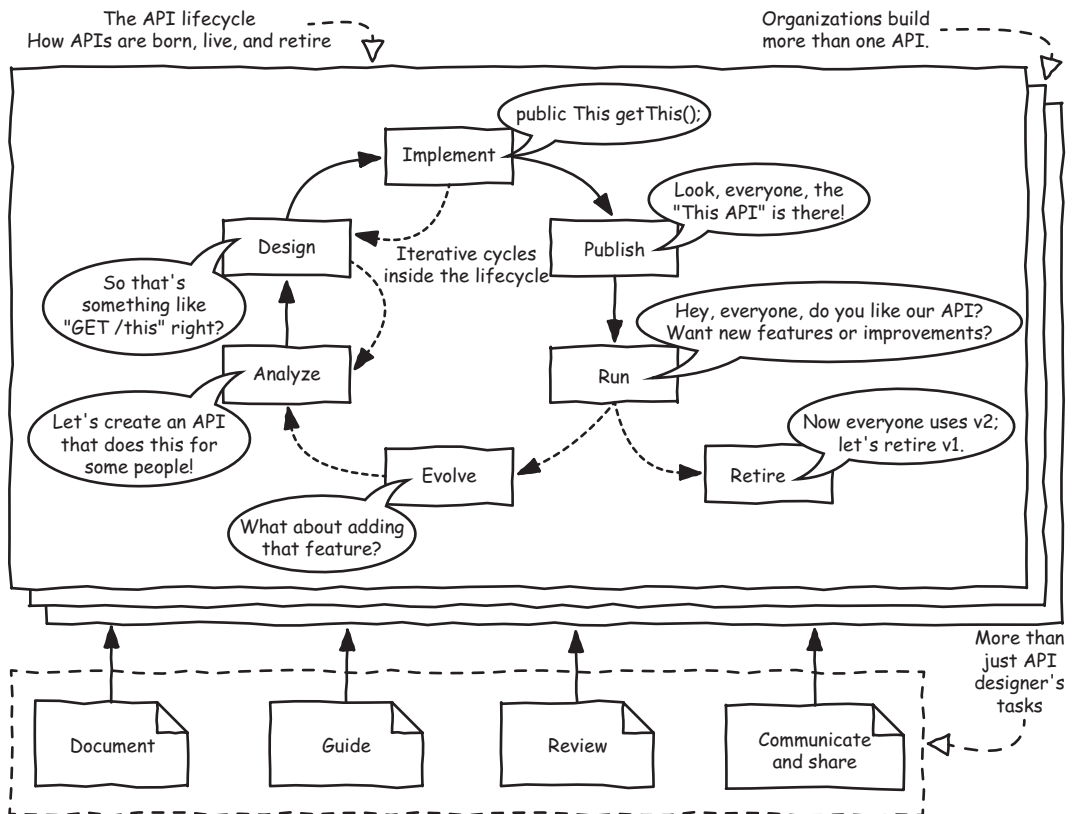 The API lifecycle
How APIs are born, live, and retire
Organizations build
more than one API.
public This getThis();
Implement
Look, everyone, the
"This API" is there!
Design
Iterative cycles
inside the lifecycle
Publish
So that's
something like
"GET /this" right?
Hey, everyone, do you like our API?
Want new features or improvements?
Analyze
Run
Let's create an API
that does this for
some people!
Now everyone uses v2;
let's retire v1.
Evolve
Retire
What about adding
that feature?
More than
just API
designer's
tasks
Document
Guide
Review
Communicate
and share